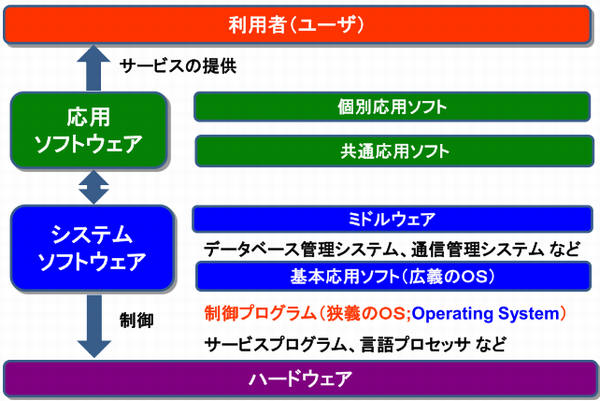 利用者(ユーザ)
サービスの提供
応用
ソフトウェア
個別応用ソフト
共通応用ソフト
システム
ソフトウェア
ミドルウェア
データベース管理システム、通信管理システム など
基本応用ソフト(広義のOS)
制御プログラム(狭義のOS;Operating System)
サービスプログラム、言語プロセッサ など
制御
ハードウェア